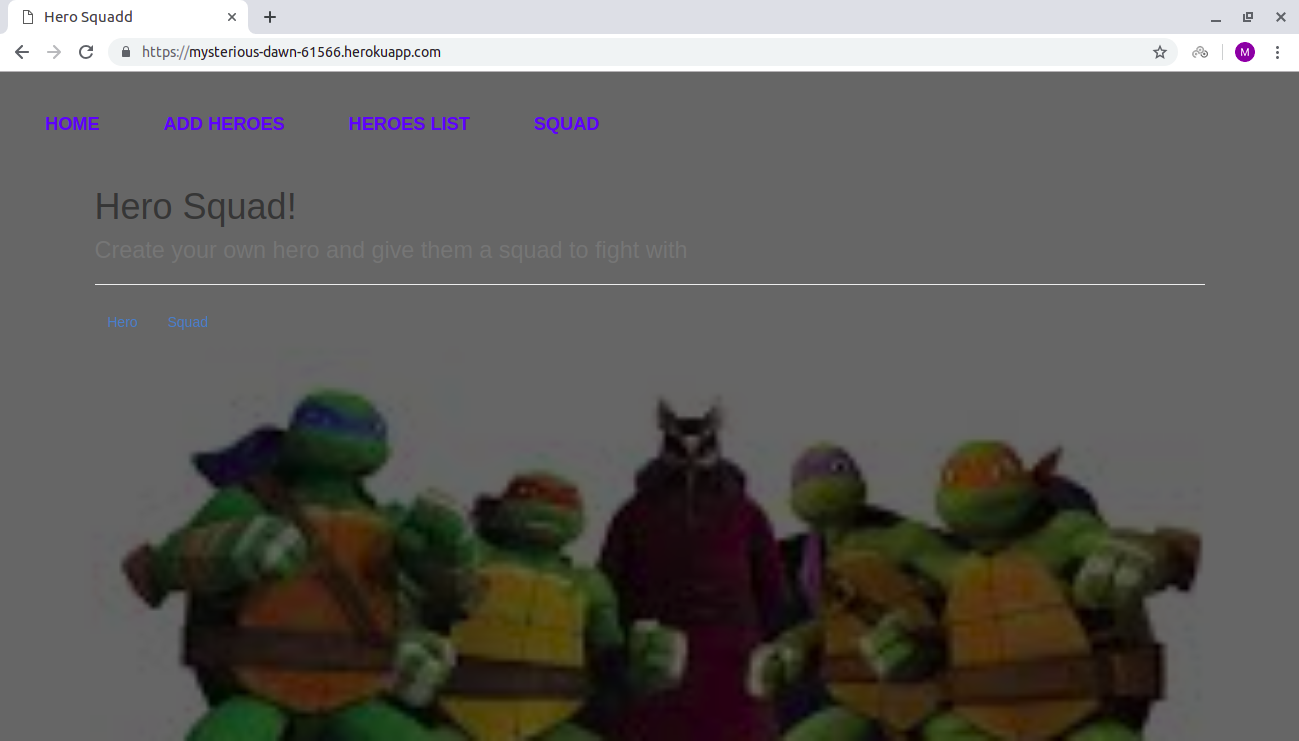 Hero Squadd
https://mysterious-dawn-61566.herokuapp.com
M
HOME ADD HEROES HEROES LIST SQUAD
Hero Squad!
Create your own hero and give them a squad to fight with
Hero Squad